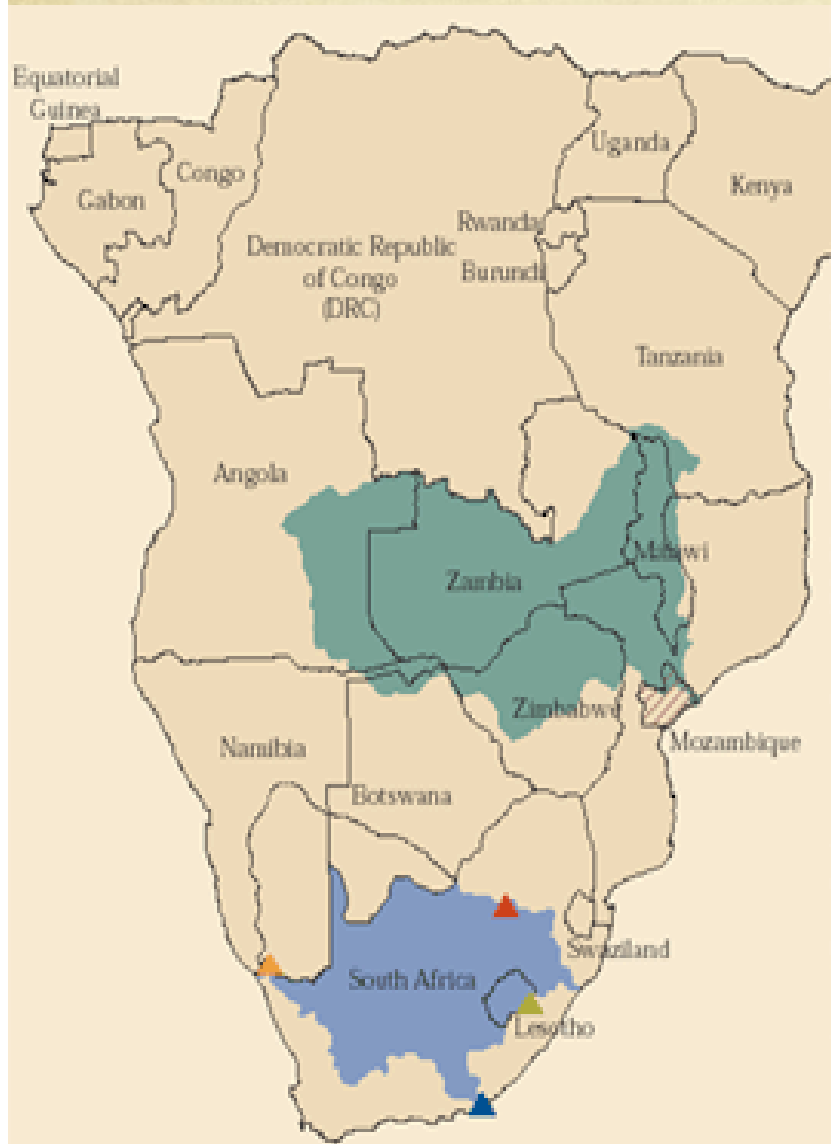 Equatorial
Guinea
Gabon
Congo
Uganda
Kenya
Rwanda
Burundi
Democratic Republic
of Congo
(DRC)
Tanzania
Angola
Malawi
Zambia
Zimbabwe
Mozambique
Namibia
Botswana
Swaziland
South Africa
Lesotho